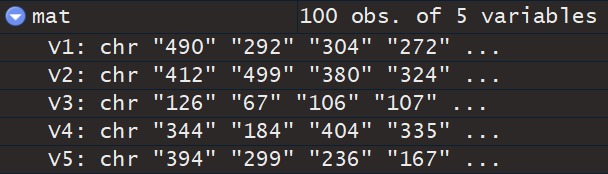 mat 100 obs. of 5 variables
v1: chr "490" "292" "304" "272" ...
v2: chr "412" "499" "380" "324" ...
v3: chr "126" "67" "106" "107" ...
v4: chr "344" "184" "404" "335" ...
v5: chr "394" "299" "236" "167" ...